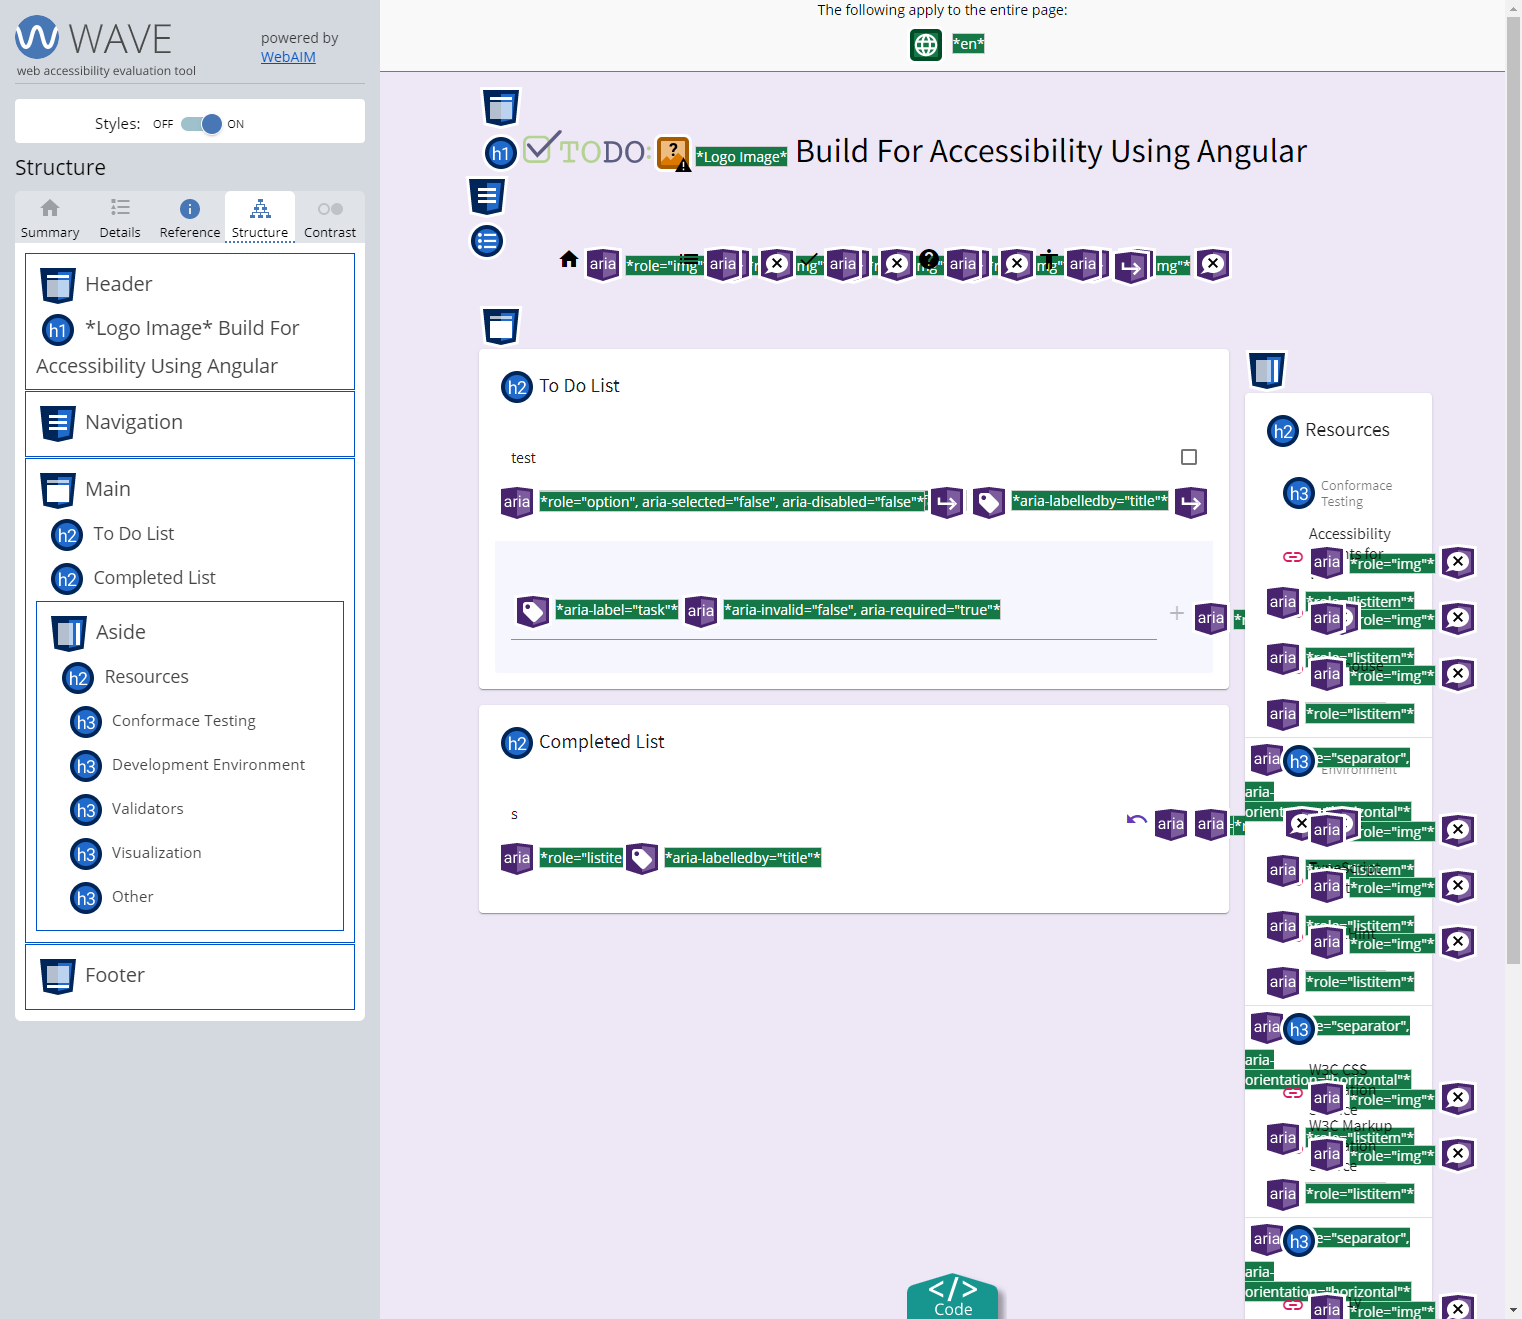 WAVE
powered by
WebAIM
web accessibility evaluation tool
Styles: OFF ON
Structure
Summary Details Reference Structure Contrast
Header
h1 *Logo Image* Build For
Accessibility Using Angular
Navigation
Main
h2 To Do List
h2 Completed List
Aside
h2 Resources
h3 Conformace Testing
h3 Development Environment
h3 Validators
h3 Visualization
h3 Other
Footer
The following apply to the entire page:
*en*
h1 TODO: *Logo Image* Build For Accessibility Using Angular
aria *role="img" aria aria aria aria mg"*
h2 To Do List
test
aria *role="option", aria-selected="false", aria-disabled="false"* *aria-labelledby="title"*
*aria-label="task"* aria *aria-invalid="false", aria-required="true"* + aria
h2 Completed List
s
aria aria
aria *role="listite *aria-labelledby="title"*
h2 Resources
h3 Conformace
Testing
Accessibility
aria *role="img"*
aria *role="listitem"*
aria *role="img"*
aria *role="listitem"*
aria *role="img"*
aria *role="listitem"*
aria h3 e="separator",
Environment
aria-
orient zontal"*
aria *role="img"*
aria listitem"*
aria *role="img"*
aria *role="listitem"*
aria *role="img"*
aria *role="listitem"*
aria h3 e="separator",
aria-
W3C CSS
orientation="horizontal"*
aria *role="img"*
W3C Markup
aria *role="listitem"*
aria *role="img"*
aria *role="listitem"*
aria h3 e="separator",
aria-
orientation="horizontal"*
aria *role="img"*
</> Code